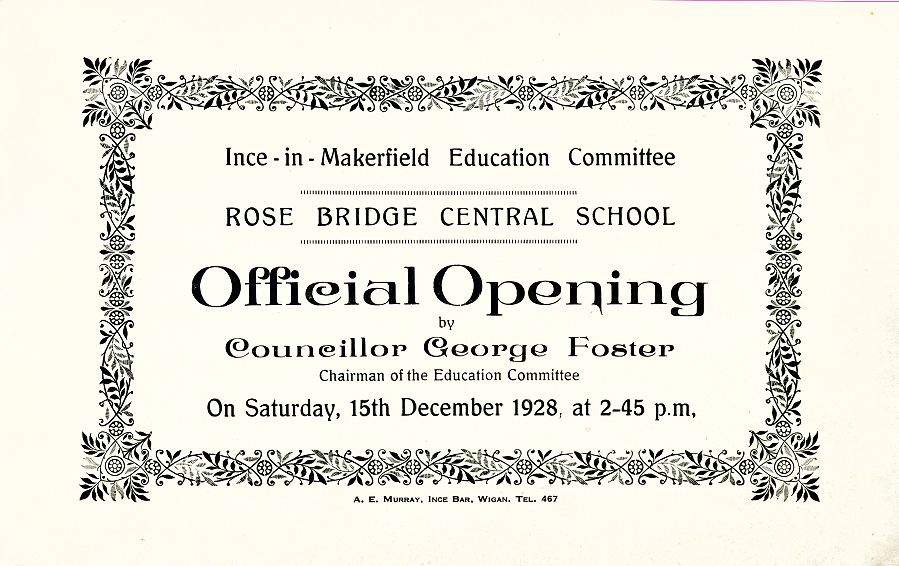 Ince - in - Makerfield Education Committee
ROSE BRIDGE CENTRAL SCHOOL
Official Opening
by
Councillor George Foster
Chairman of the Education Committee
On Saturday, 15th December 1928, at 2-45 p.m,
A. E. Murray, Ince Bar, Wigan. Tel. 467